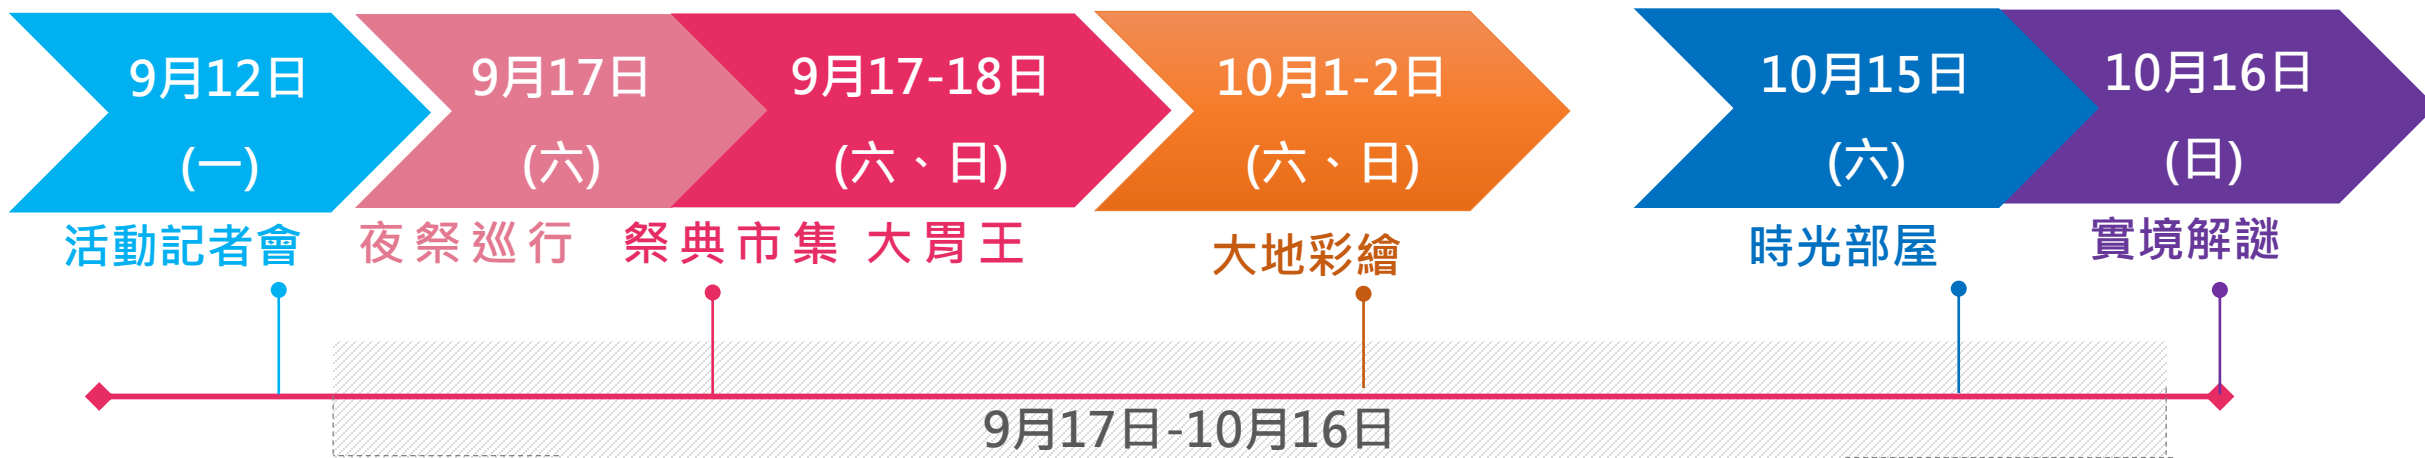 9月12日
(一)
9月17日
(六)
9月17-18日
(六、日)
10月1-2日
(六、日)
10月15日
(六)
10月16日
(日)
活動記者會
夜祭巡行
祭典市集 大胃王
大地彩繪
時光部屋
實境解謎
9月17日-10月16日